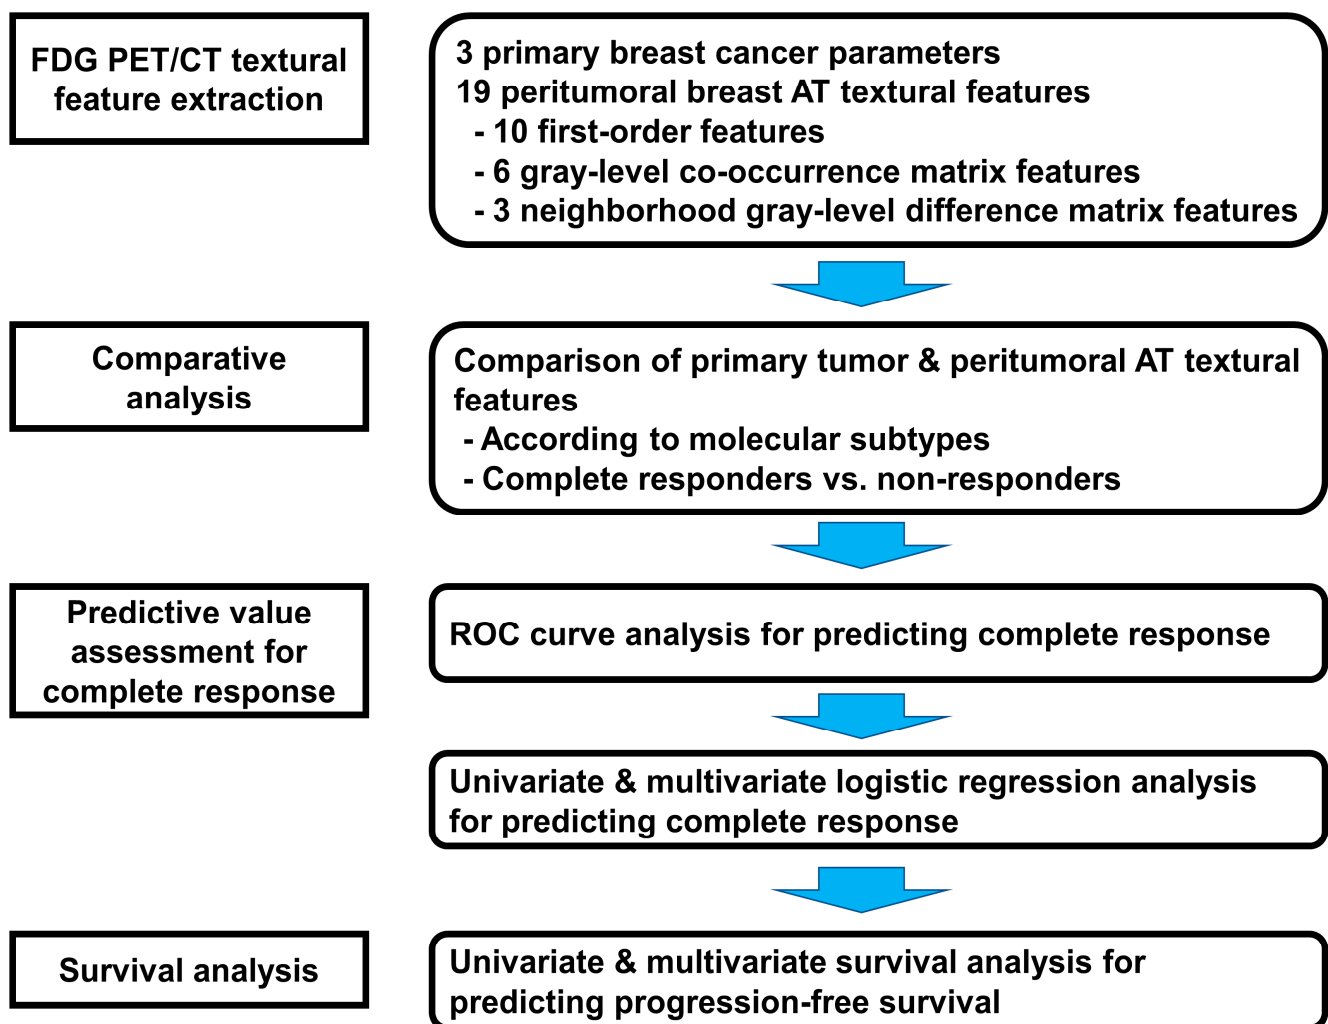 FDG PET/CT textural
feature extraction
3 primary breast cancer parameters
19 peritumoral breast AT textural features
- 10 first-order features
- 6 gray-level co-occurrence matrix features
- 3 neighborhood gray-level difference matrix features
Comparative
analysis
Comparison of primary tumor & peritumoral AT textural
features
- According to molecular subtypes
- Complete responders vs. non-responders
Predictive value
assessment for
complete response
ROC curve analysis for predicting complete response
Univariate & multivariate logistic regression analysis
for predicting complete response
Survival analysis
Univariate & multivariate survival analysis for
predicting progression-free survival